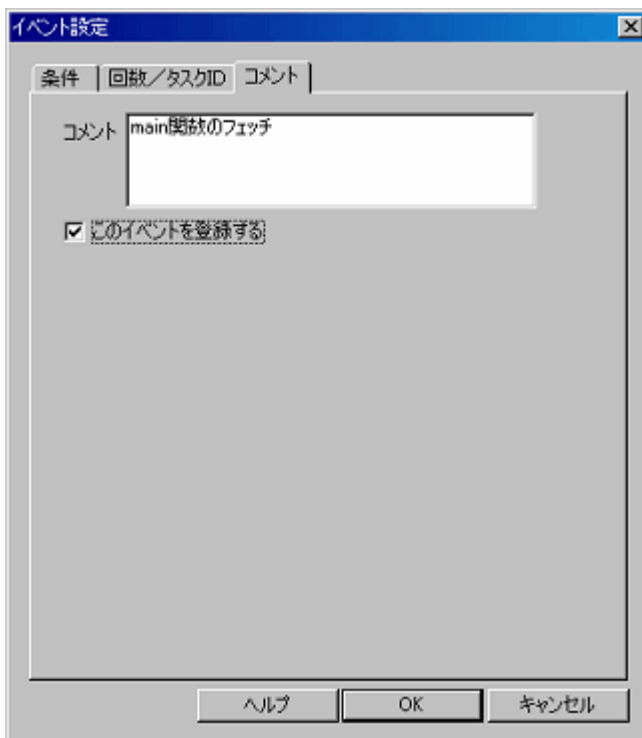 イベント設定
条件 回数／タスクID コメント
コメント main関数のフェッチ
このイベントを登録する
ヘルプ OK キャンセル